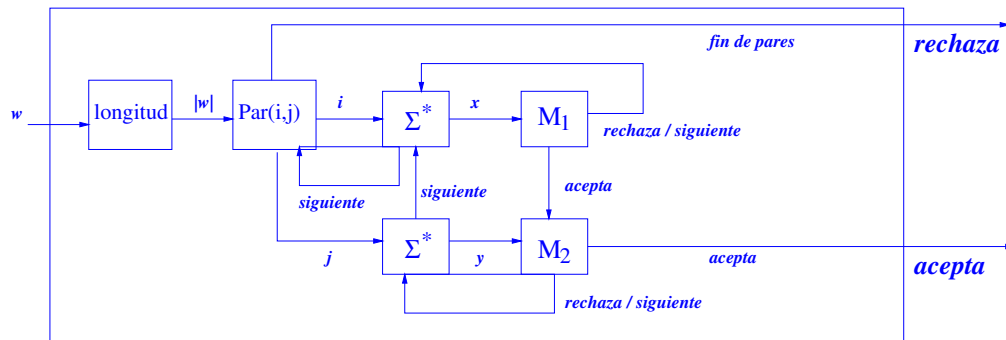 fin de pares
rechaza
w
longitud
|w|
Par(i,j)
i
Σ*
x
M1
rechaza / siguiente
siguiente
siguiente
acepta
j
Σ*
y
M2
acepta
acepta
rechaza / siguiente